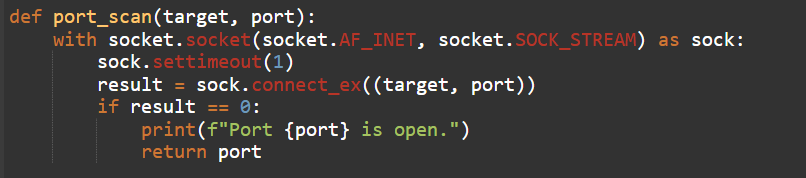 def port_scan(target, port):
    with socket.socket(socket.AF_INET, socket.SOCK_STREAM) as sock:
        sock.settimeout(1)
        result = sock.connect_ex((target, port))
        if result == 0:
            print(f"Port {port} is open.")
            return port